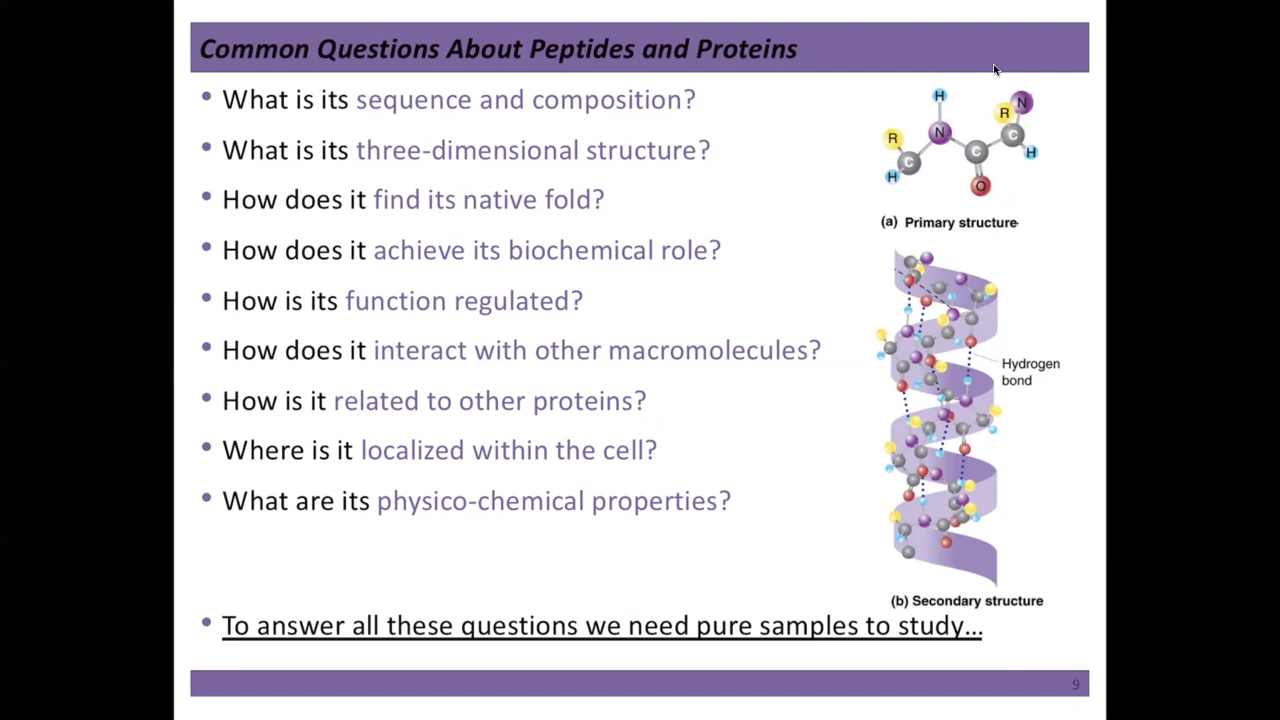 Common Questions About Peptides and Proteins
• What is its sequence and composition?
• What is its three-dimensional structure?
• How does it find its native fold?
• How does it achieve its biochemical role?
• How is its function regulated?
• How does it interact with other macromolecules?
• How is it related to other proteins?
• Where is it localized within the cell?
• What are its physico-chemical properties?
• To answer all these questions we need pure samples to study…
H
N
R
N
R
C
C
C
H
H
O
(a) Primary structure
Hydrogen
bond
(b) Secondary structure
9